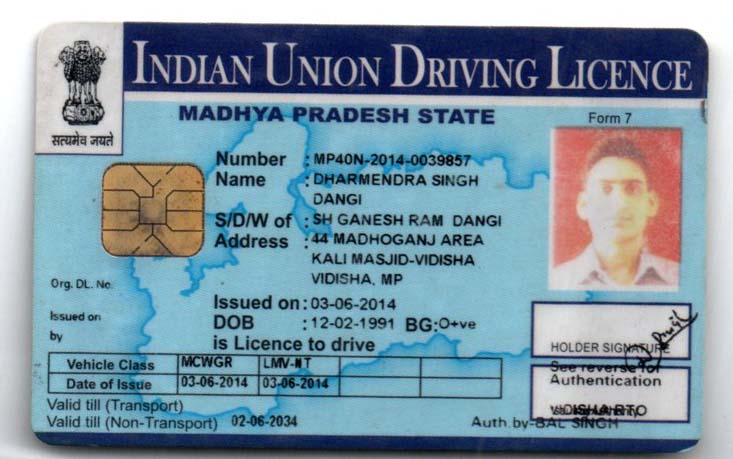 INDIAN UNION DRIVING LICENCE
सत्यमेव जयते
MADHYA PRADESH STATE
Form 7
Number : MP40N-2014-0039857
Name : DHARMENDRA SINGH
DANGI
S/D/W of : SH GANESH RAM DANGI
Address : 44 MADHOGANJ AREA
KALI MASJID-VIDISHA
VIDISHA, MP
Org. DL. No.
Issued on
by
Issued on : 03-06-2014
DOB : 12-02-1991 BG: O+ve
is Licence to drive
HOLDER SIGNATURE
See reverse for
Authentication
Vehicle Class MCWGR LMV-NT
Date of Issue 03-06-2014 03-06-2014
Valid till (Transport)
Valid till (Non-Transport) 02-06-2034
VIDISHA RTO
Auth.by-BAL SINGH